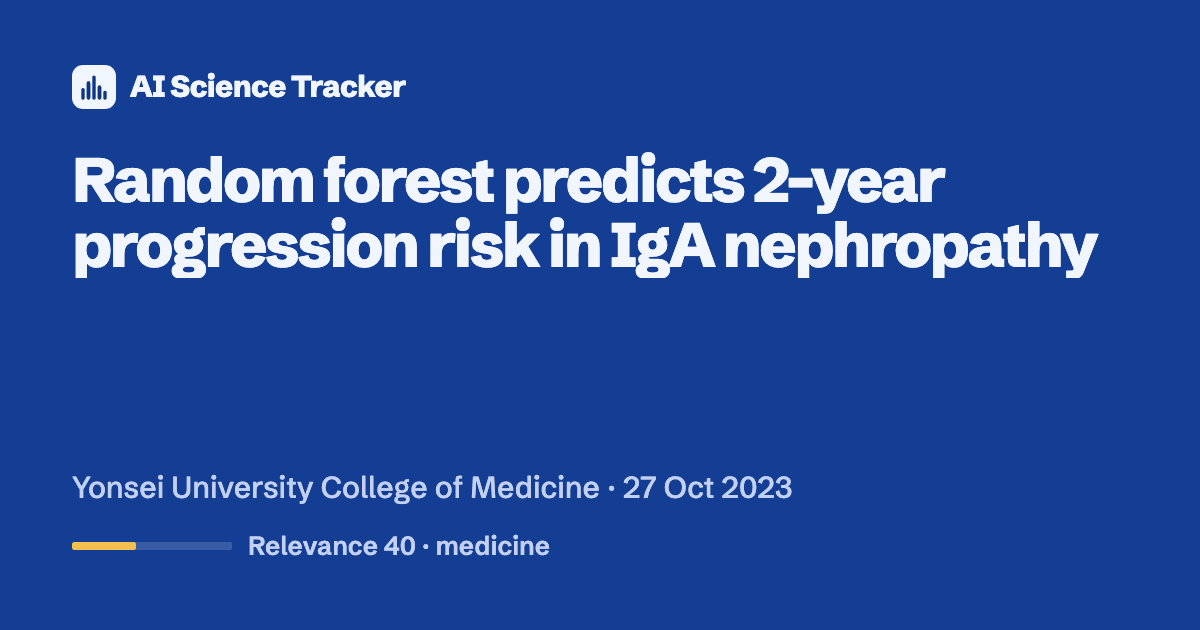 AI Science Tracker
Random forest predicts 2-year
progression risk in IgA nephropathy
Yonsei University College of Medicine · 27 Oct 2023
Relevance 40 · medicine